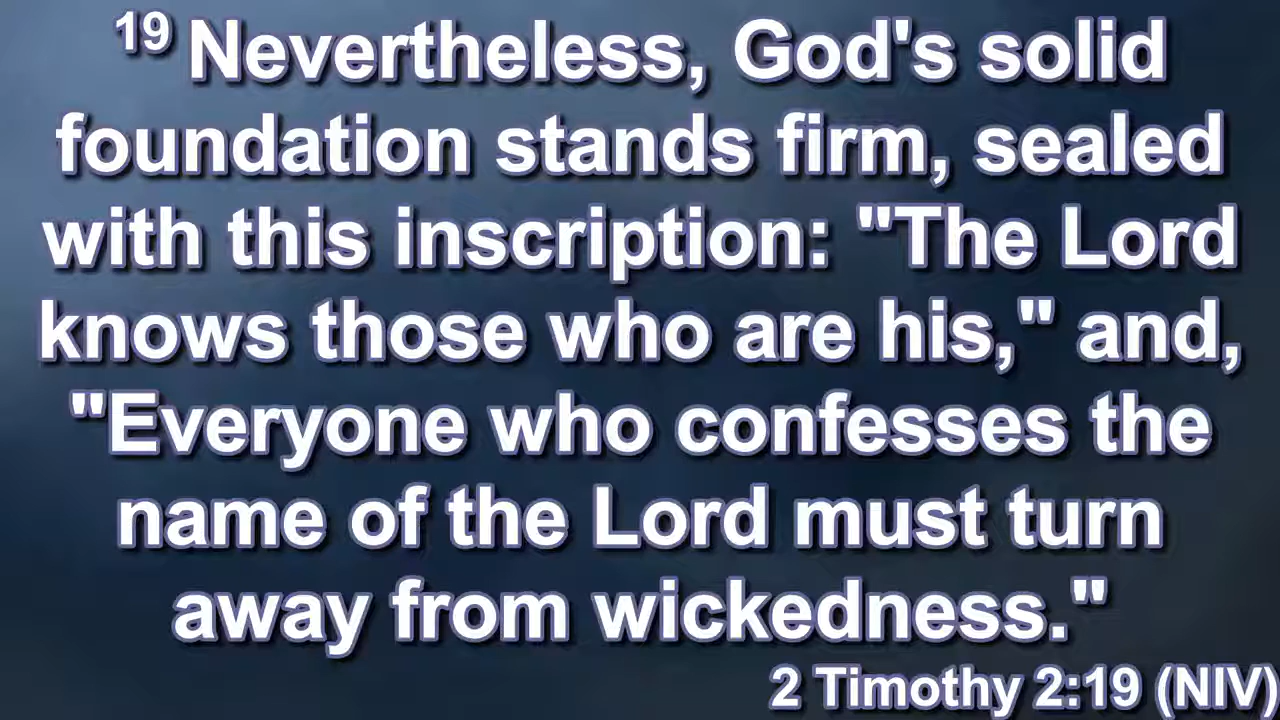 19 Nevertheless, God's solid
foundation stands firm, sealed
with this inscription: "The Lord
knows those who are his," and,
"Everyone who confesses the
name of the Lord must turn
away from wickedness."
2 Timothy 2:19 (NIV)